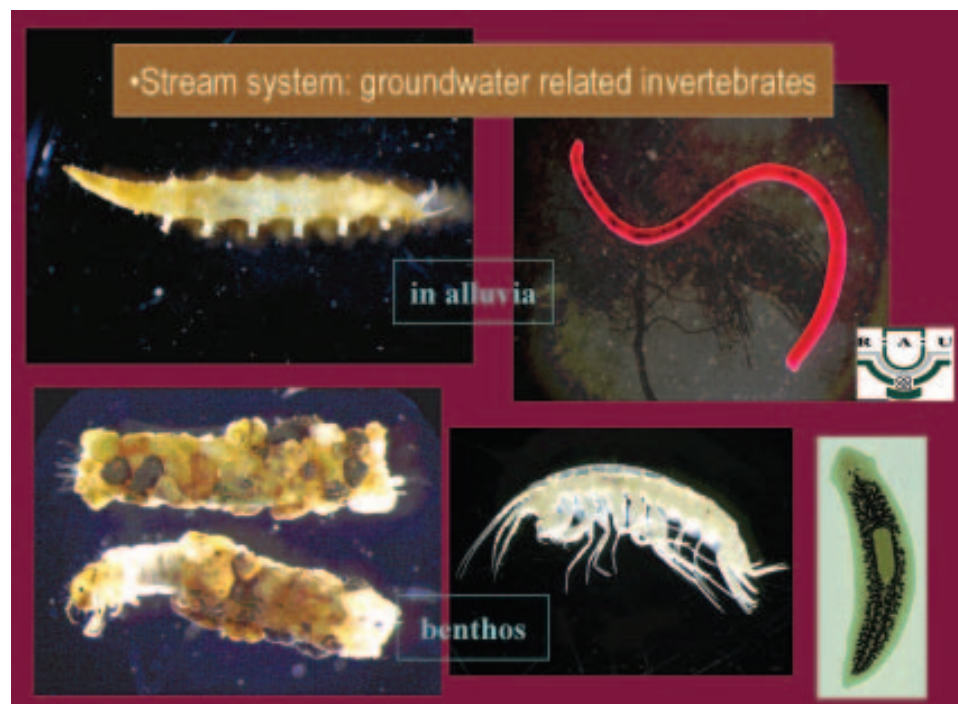 •Stream system: groundwater related invertebrates
in alluvia
R A U
benthos